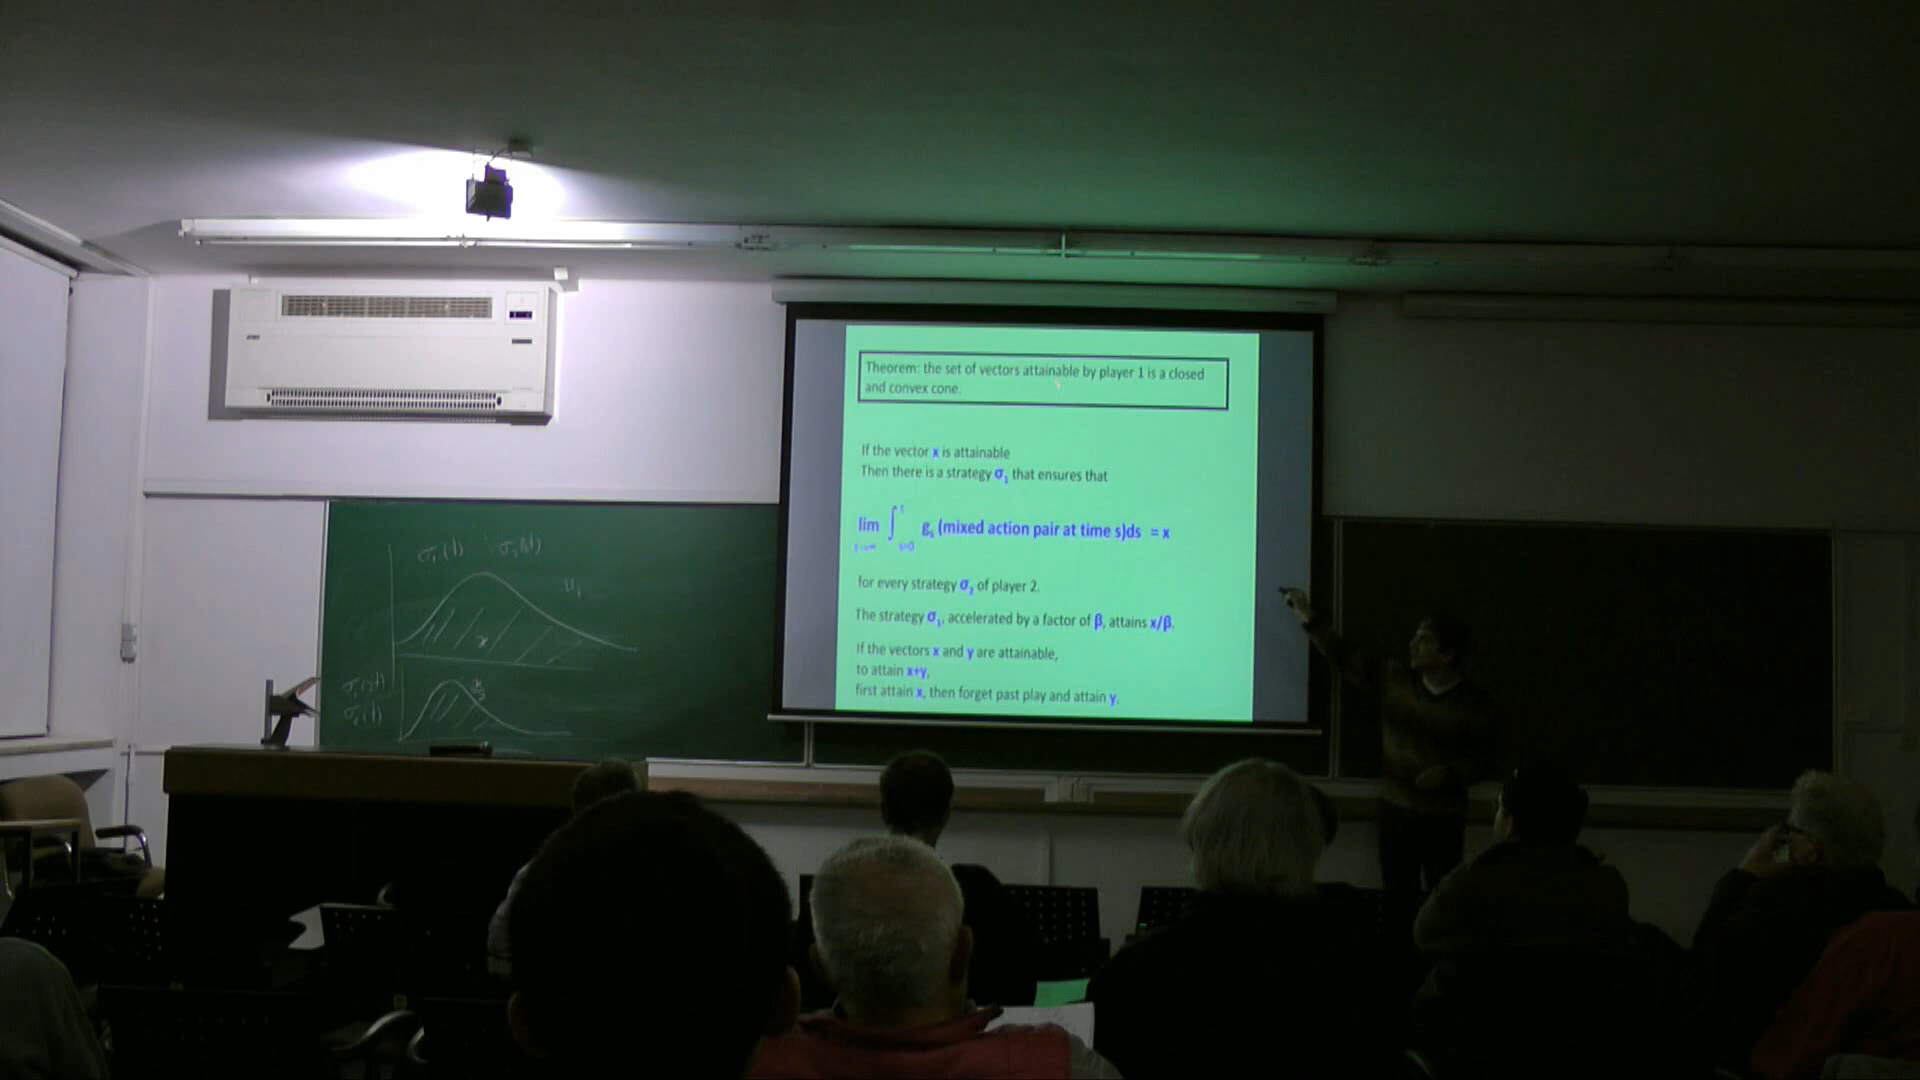 Theorem: the set of vectors attainable by player 1 is a closed
and convex cone.
If the vector x is attainable
Then there is a strategy σ₁ that ensures that
lim ∫ gₛ (mixed action pair at time s)ds = x
t→∞ s=0 t
for every strategy σ₂ of player 2.
The strategy σ₁, accelerated by a factor of β, attains x/β.
If the vectors x and y are attainable,
to attain x+y,
first attain x, then forget past play and attain y.
σ₁(t)
x